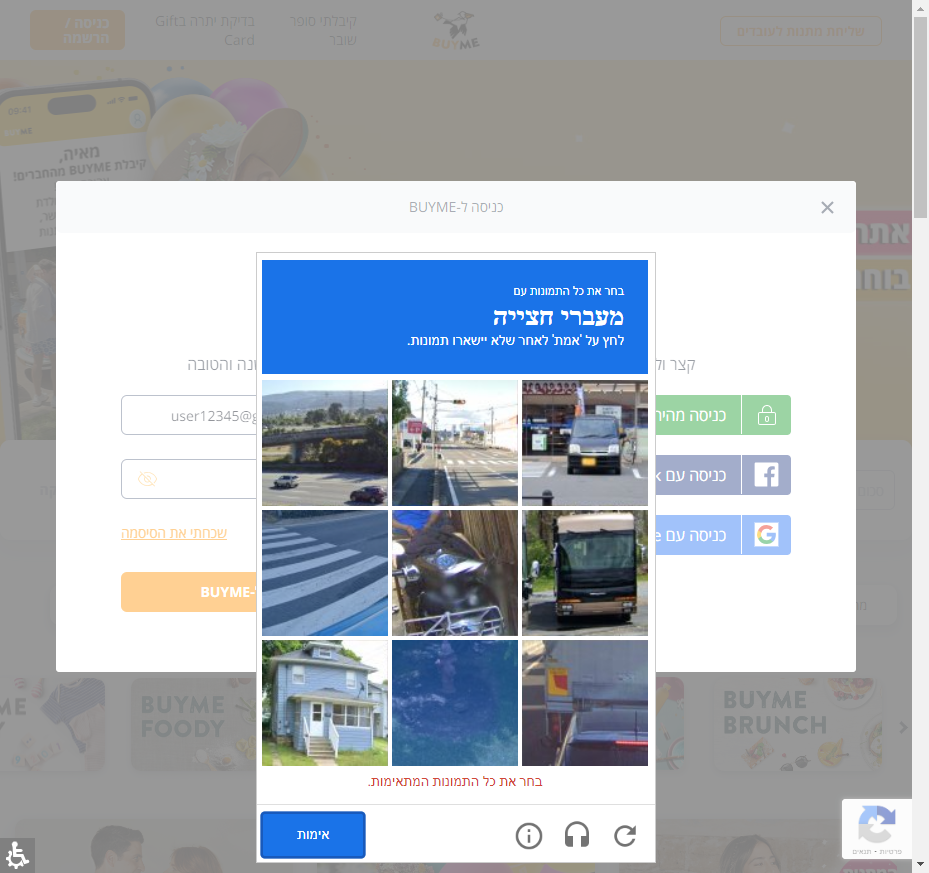 שליחת מתנות לעובדים
BUYME
קיבלתי סופר
שובר
בדיקת יתרה בGift
Card
כניסה /
הרשמה
09:41
מאיה,
קיבלת BUYME מהחברים!
אתר
כניסה ל-BUYME
בחר את כל התמונות עם
מעברי חצייה
לחץ על 'אמת' לאחר שלא יישארו תמונות.
קצר ול
נה והטובה
כניסה מהיר
user12345@g
כניסה עם k
כניסה עם e
שכחתי את הסיסמה
-BUYME
BUYME
FOODY
BUYME
BRUNCH
בחר את כל התמונות המתאימות.
אימות
פרטיות • תנאים